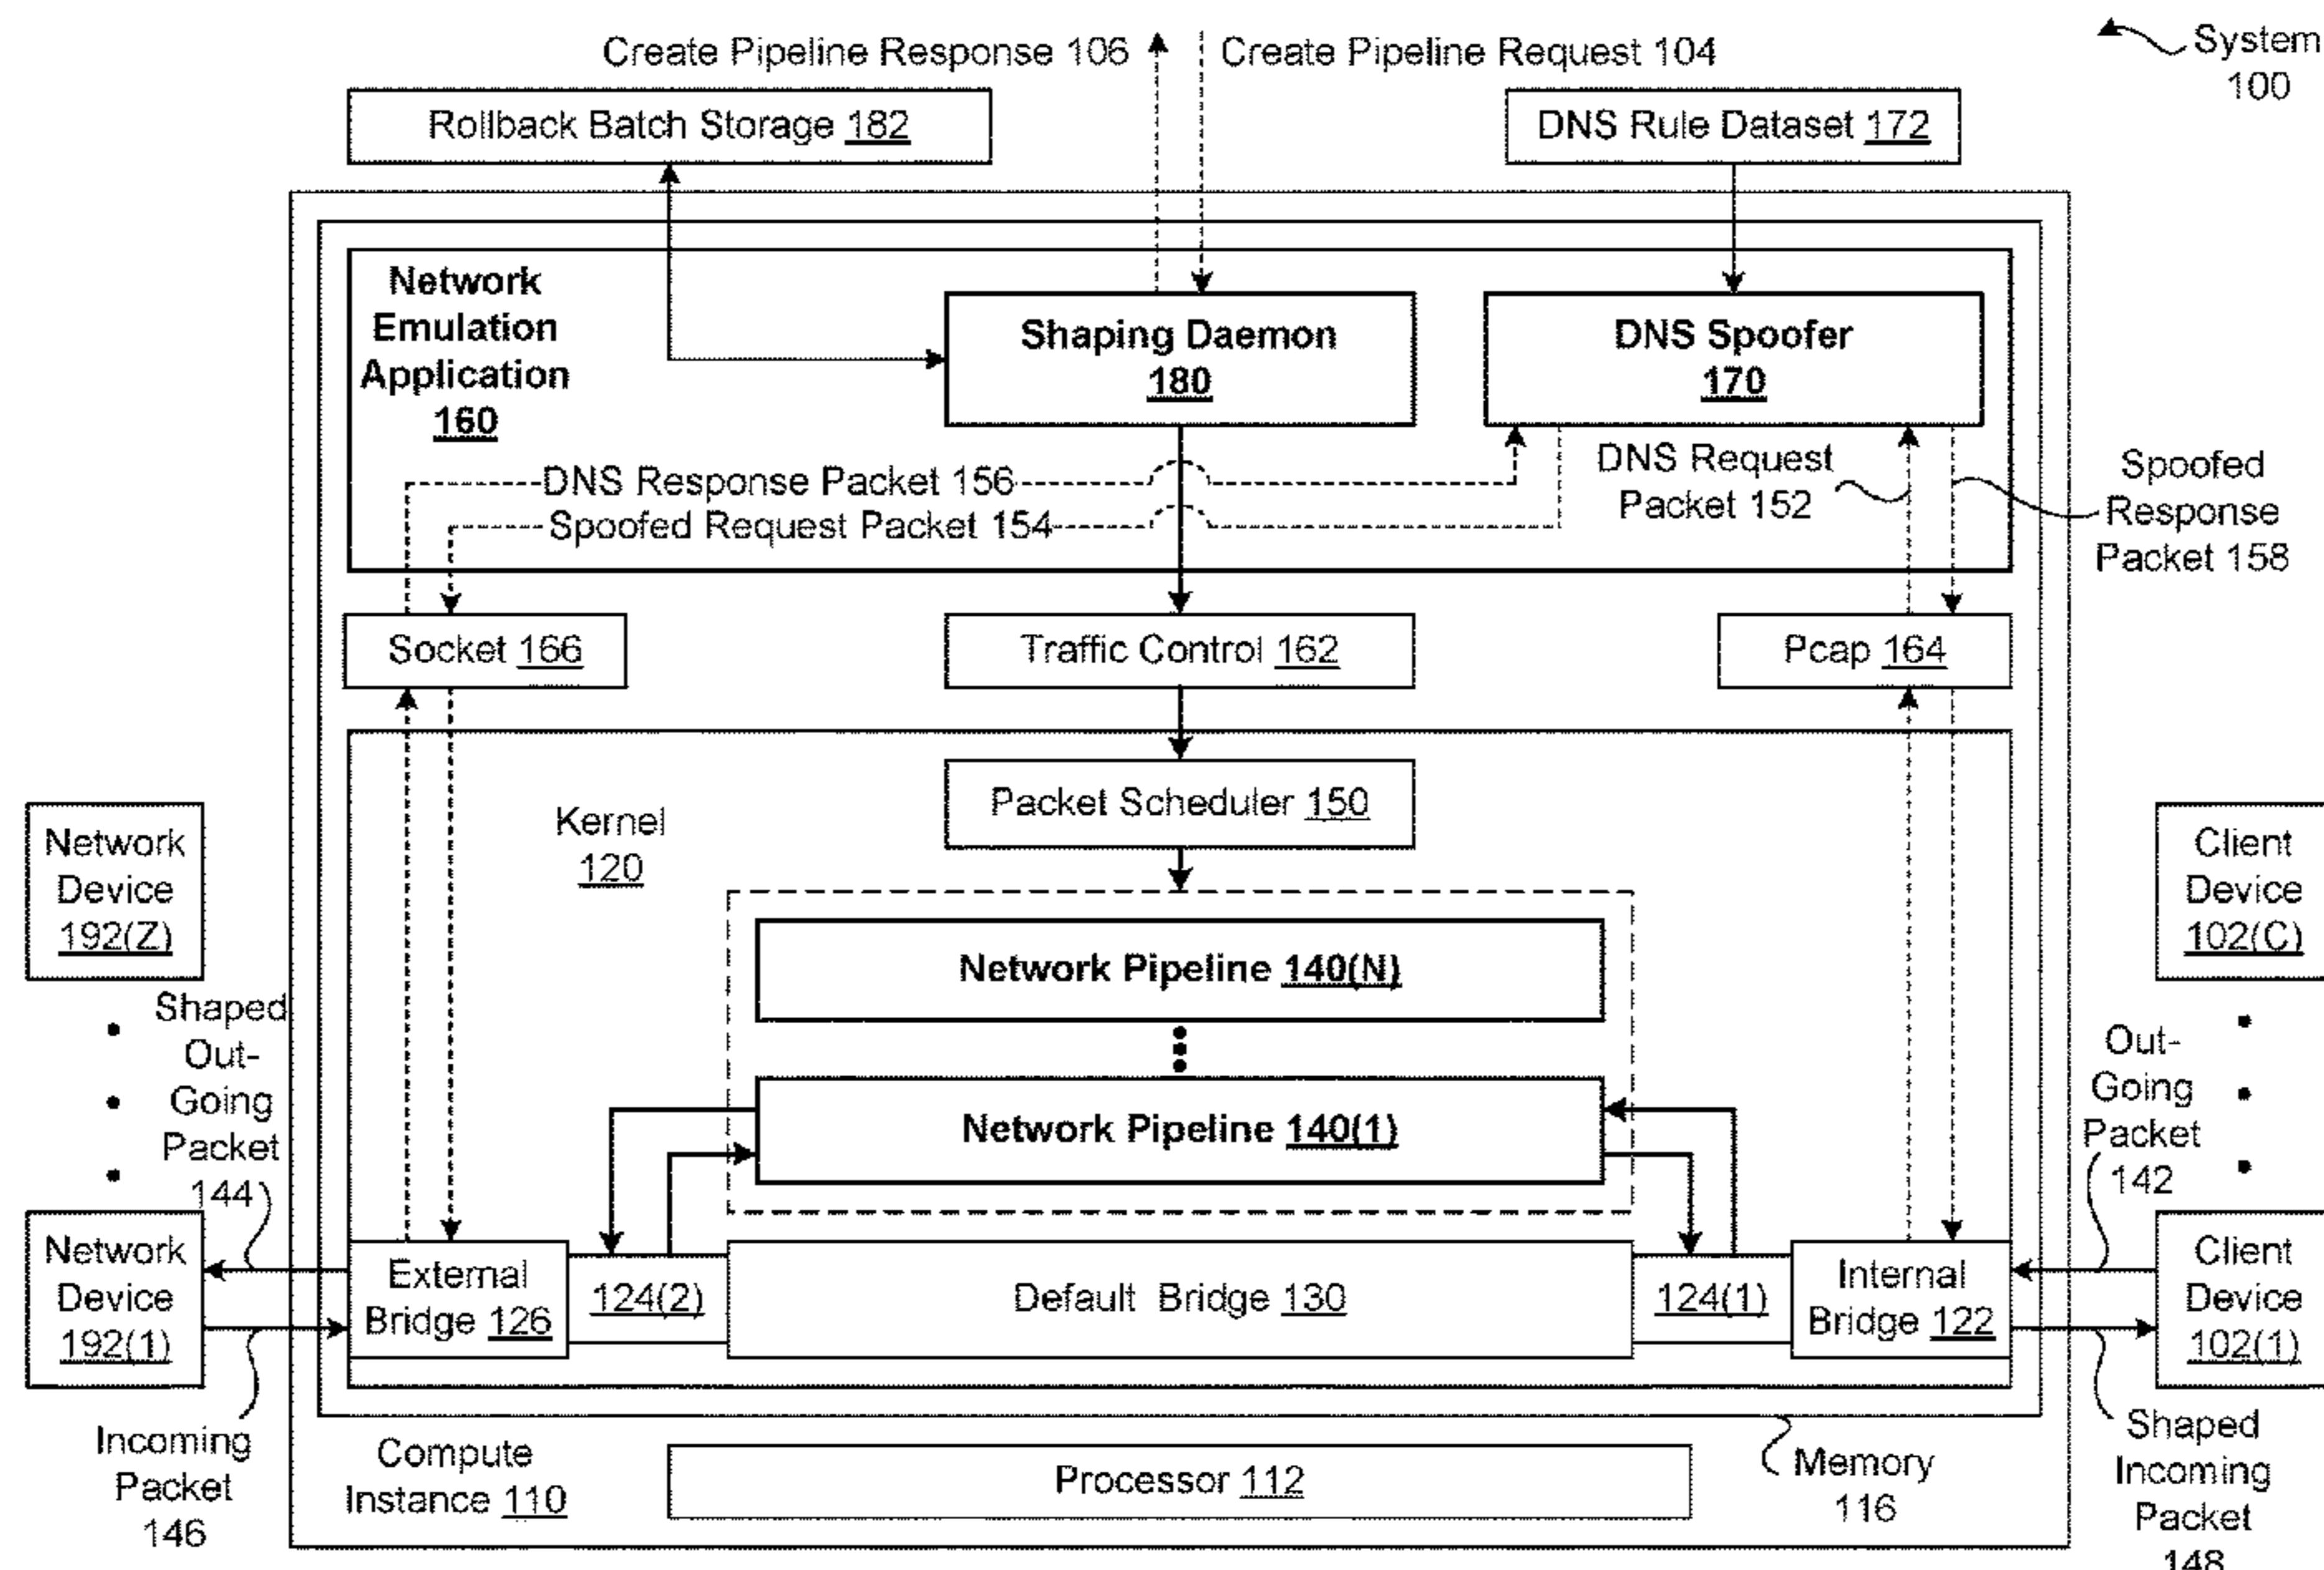 System
100
Create Pipeline Response 106
Create Pipeline Request 104
Rollback Batch Storage 182
DNS Rule Dataset 172
Network
Emulation
Application
160
Shaping Daemon
180
DNS Spoofer
170
DNS Response Packet 156
Spoofed Request Packet 154
DNS Request
Packet 152
Spoofed
Response
Packet 158
Socket 166
Traffic Control 162
Pcap 164
Kernel
120
Packet Scheduler 150
Network
Device
192(Z)
Client
Device
102(C)
Network Pipeline 140(N)
Shaped
Out-
Going
Packet
144
Out-
Going
Packet
142
Network Pipeline 140(1)
Network
Device
192(1)
External
Bridge 126
124(2)
Default Bridge 130
124(1)
Internal
Bridge 122
Client
Device
102(1)
Incoming
Packet
146
Compute
Instance 110
Processor 112
Memory
116
Shaped
Incoming
Packet
148